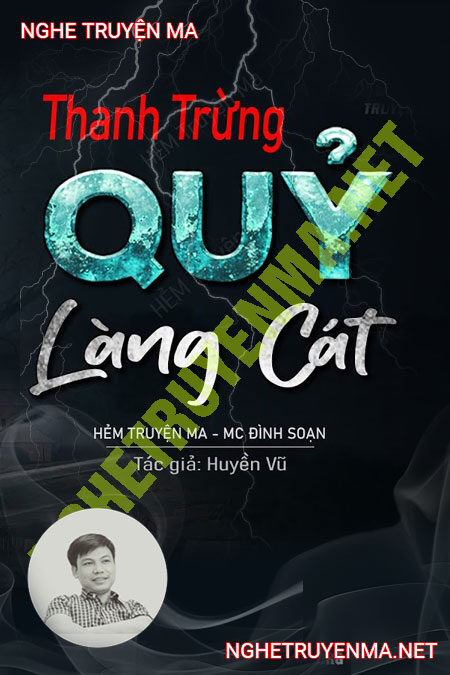 NGHE TRUYỆN MA
Thanh Trừng
QUỶ
Làng Cát
HẺM TRUYỆN MA - MC ĐÌNH SOẠN
Tác giả: Huyền Vũ
NGHETRUYENMA.NET
NGHETRUYENMA.NET